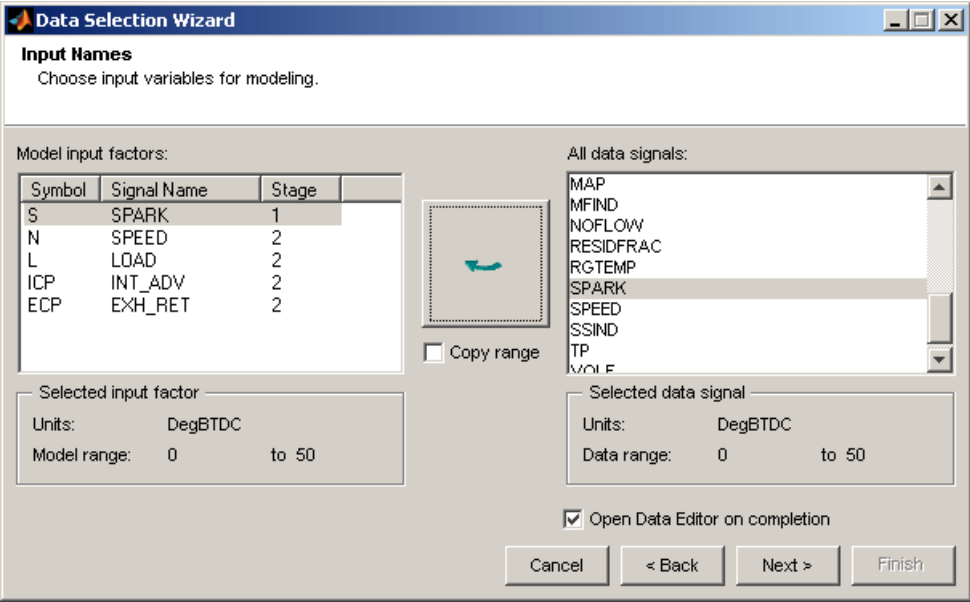 Data Selection Wizard
Input Names
Choose input variables for modeling.
Model input factors:
Symbol Signal Name Stage
S SPARK 1
N SPEED 2
L LOAD 2
ICP INT_ADV 2
ECP EXH_RET 2
Copy range
All data signals:
MAP
MFIND
NOFLOW
RESIDFRAC
RGTEMP
SPARK
SPEED
SSIND
TP
Selected input factor
Units: DegBTDC
Model range: 0 to 50
Selected data signal
Units: DegBTDC
Data range: 0 to 50
Open Data Editor on completion
Cancel < Back Next > Finish